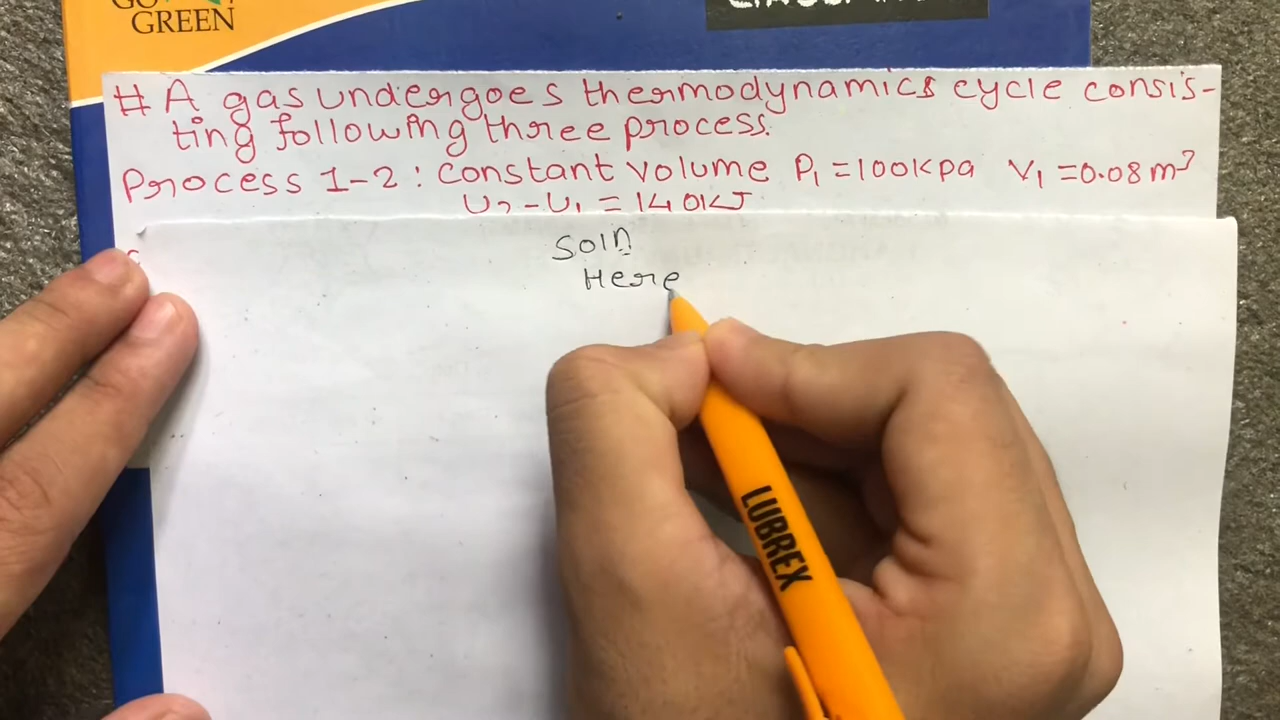 GREEN
# A gas undergoes thermodynamics cycle consis-
ting following three process.
Process 1-2: constant volume P₁ = 100kpa V₁ = 0.08m³
U₂ - U₁ = 140KJ
Soln
Here
LUBREX